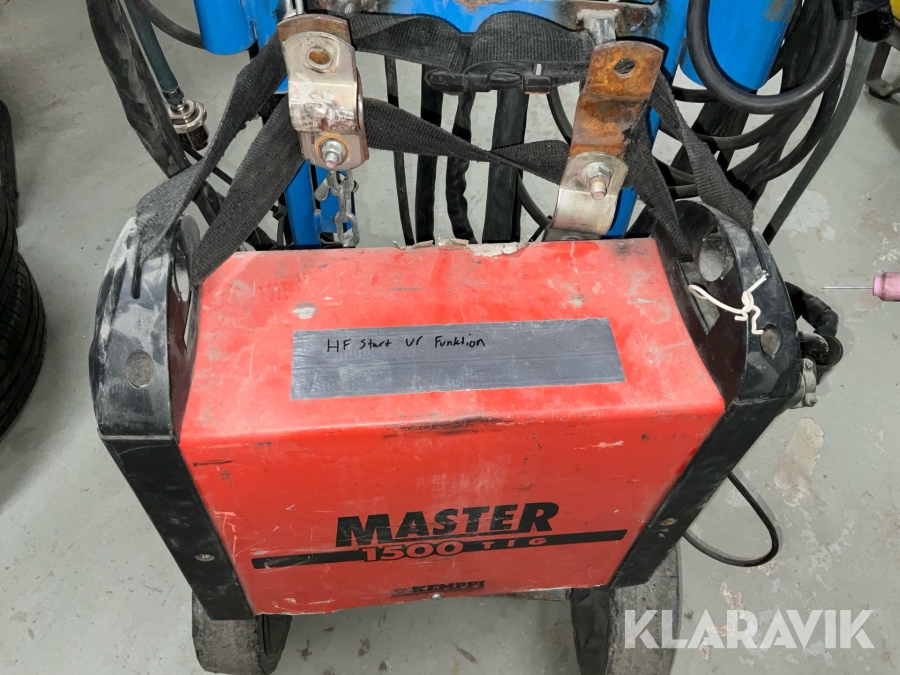 HF Start ur Funktion
MASTER
1500 TIG
KEMPPI
KLARAVIK